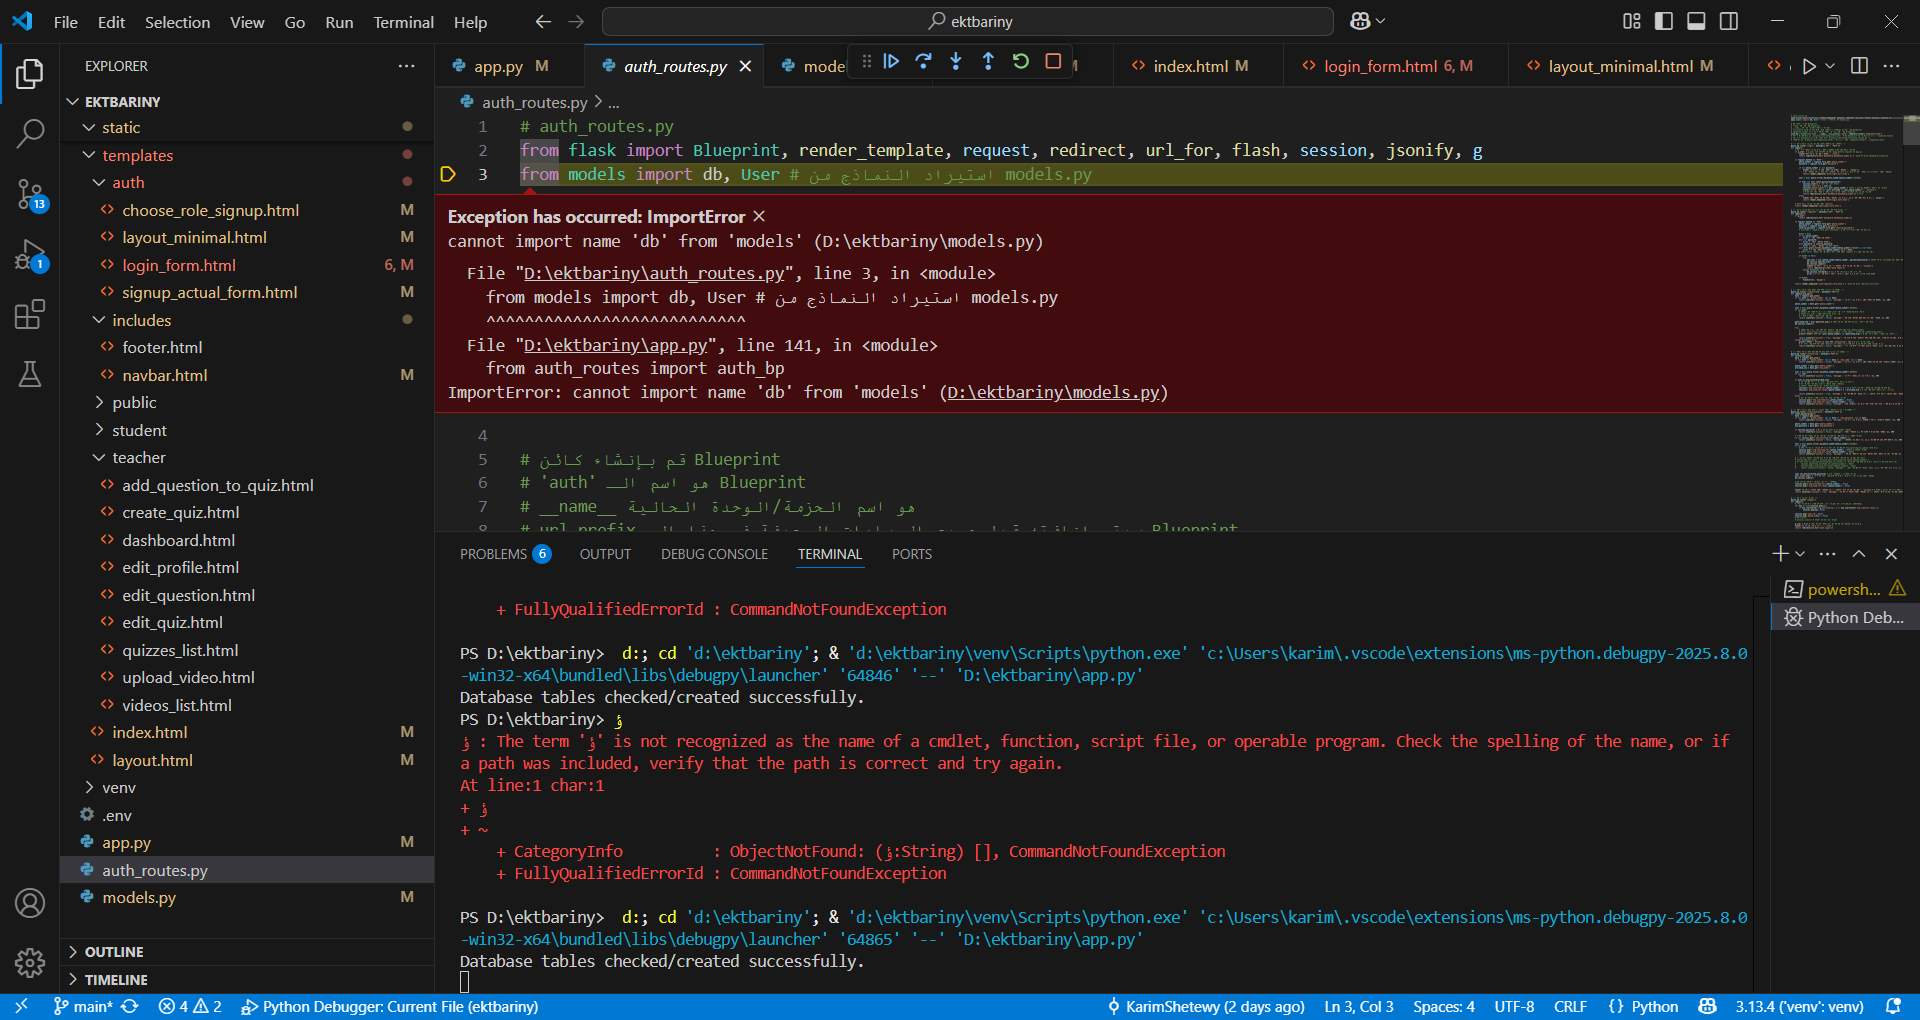 File Edit Selection View Go Run Terminal Help
ektbariny
EXPLORER
EKTBARINY
static
templates
auth
choose_role_signup.html M
layout_minimal.html M
login_form.html 6, M
signup_actual_form.html M
includes
footer.html
navbar.html M
public
student
teacher
add_question_to_quiz.html
create_quiz.html
dashboard.html
edit_profile.html
edit_question.html
edit_quiz.html
quizzes_list.html
upload_video.html
videos_list.html
index.html M
layout.html M
venv
.env
app.py M
auth_routes.py
models.py M
OUTLINE
TIMELINE
13
1
app.py M
auth_routes.py
index.html M
login_form.html 6, M
layout_minimal.html M
auth_routes.py > ...
1 # auth_routes.py
2 from flask import Blueprint, render_template, request, redirect, url_for, flash, session, jsonify, g
3 from models import db, User # استيراد النماذج من models.py
Exception has occurred: ImportError
cannot import name 'db' from 'models' (D:\ektbariny\models.py)
File "D:\ektbariny\auth_routes.py", line 3, in <module>
from models import db, User # استيراد النماذج من models.py
^^^^^^^^^^^^^^^^^^^^^^^^^^^
File "D:\ektbariny\app.py", line 141, in <module>
from auth_routes import auth_bp
ImportError: cannot import name 'db' from 'models' (D:\ektbariny\models.py)
4
5 # قم بإنشاء كائن Blueprint
6 # 'auth' هو اسم الـ Blueprint
7 # __name__ هو اسم الحزمة/الوحدة الحالية
PROBLEMS 6 OUTPUT DEBUG CONSOLE TERMINAL PORTS
powersh...
Python Deb...
+ FullyQualifiedErrorId : CommandNotFoundException
PS D:\ektbariny> d:; cd 'd:\ektbariny'; & 'd:\ektbariny\venv\Scripts\python.exe' 'c:\Users\karim\.vscode\extensions\ms-python.debugpy-2025.8.0
-win32-x64\bundled\libs\debugpy\launcher' '64846' '--' 'D:\ektbariny\app.py'
Database tables checked/created successfully.
PS D:\ektbariny> ؤ
ؤ : The term 'ؤ' is not recognized as the name of a cmdlet, function, script file, or operable program. Check the spelling of the name, or if
a path was included, verify that the path is correct and try again.
At line:1 char:1
+ ؤ
+ ~
+ CategoryInfo : ObjectNotFound: (ؤ:String) [], CommandNotFoundException
+ FullyQualifiedErrorId : CommandNotFoundException
PS D:\ektbariny> d:; cd 'd:\ektbariny'; & 'd:\ektbariny\venv\Scripts\python.exe' 'c:\Users\karim\.vscode\extensions\ms-python.debugpy-2025.8.0
-win32-x64\bundled\libs\debugpy\launcher' '64865' '--' 'D:\ektbariny\app.py'
Database tables checked/created successfully.
main* 4 2 Python Debugger: Current File (ektbariny) KarimShetewy (2 days ago) Ln 3, Col 3 Spaces: 4 UTF-8 CRLF {} Python 3.13.4 ('venv': venv)